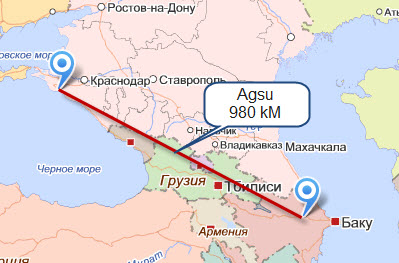 Ростов-на-Дону
Краснодар
Ставрополь
Agsu
980 kM
Нальчик
Владикавказ
Махачкала
Черное море
Грузия
Тбилиси
Армения
Баку